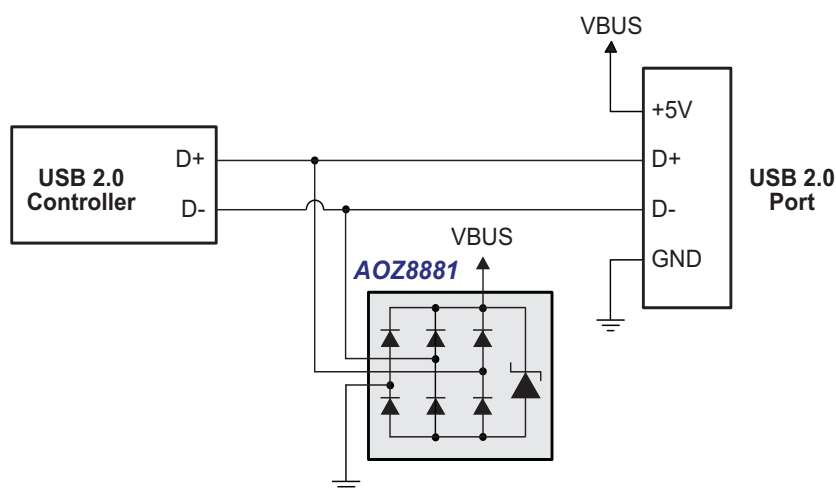 VBUS
+5V
USB 2.0
Controller
D+
D-
D+
D-
GND
USB 2.0
Port
VBUS
AOZ8881